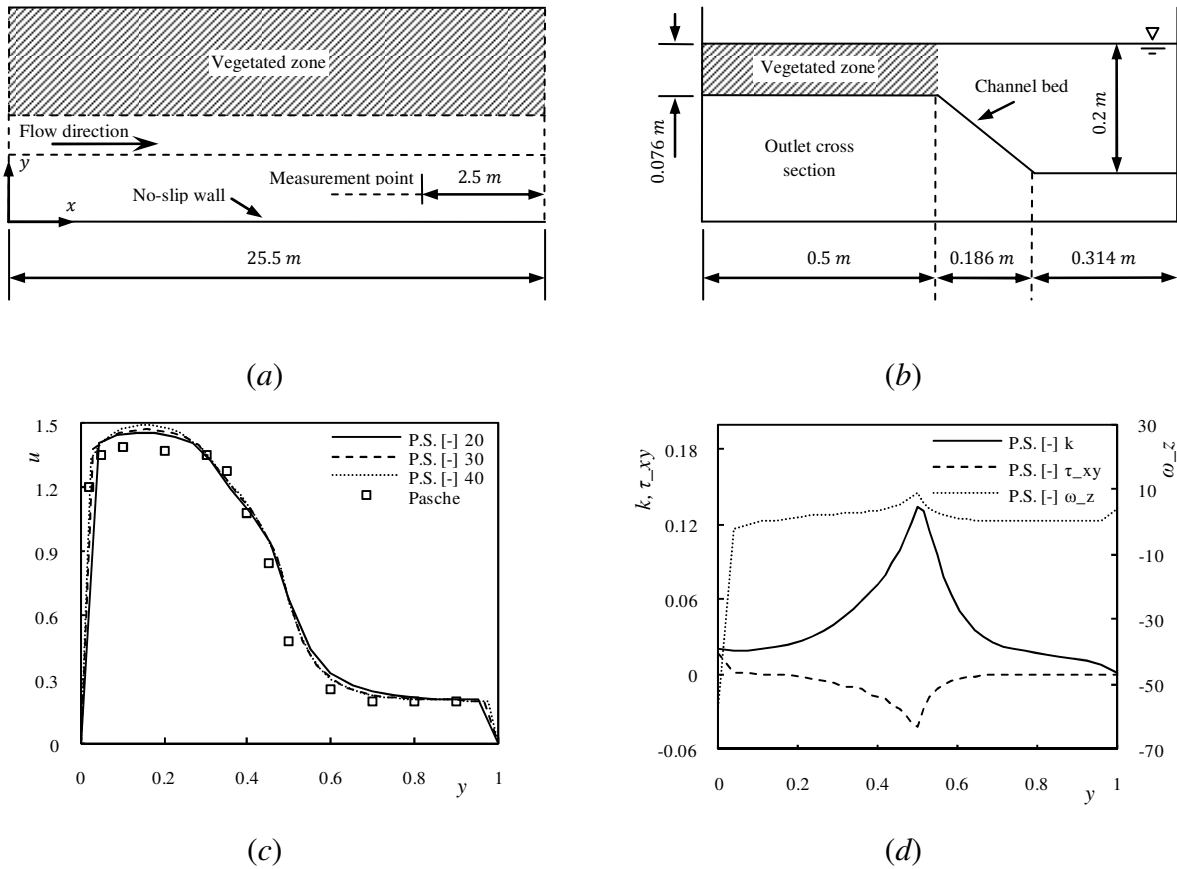 Vegetated zone
Flow direction
y
Measurement point
2.5 m
No-slip wall
x
25.5 m
(a)
Vegetated zone
Channel bed
0.076 m
0.2 m
Outlet cross
section
0.5 m
0.186 m
0.314 m
(b)
1.5
1.2
0.9
0.6
0.3
0
u
P.S. [-] 20
P.S. [-] 30
P.S. [-] 40
Pasche
0
0.2
0.4
0.6
0.8
1
y
(c)
0.18
0.12
0.06
0
-0.06
k, τ_xy
P.S. [-] k
P.S. [-] τ_xy
P.S. [-] ω_z
30
10
-10
-30
-50
-70
ω_z
0
0.2
0.4
0.6
0.8
1
y
(d)